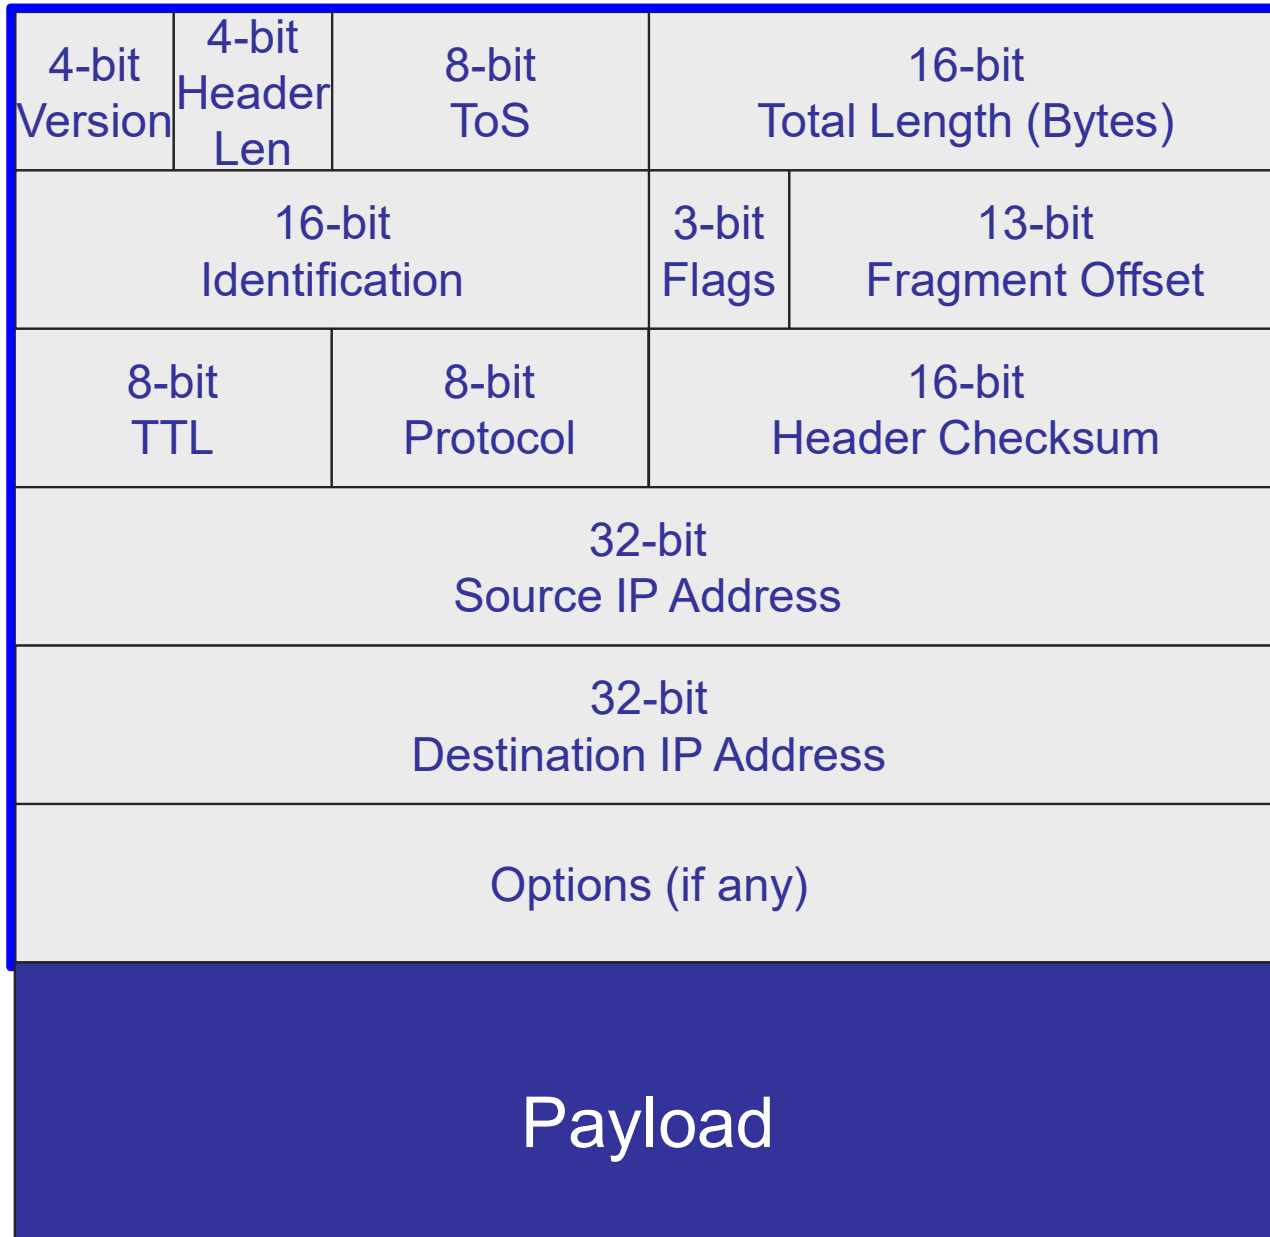 4-bit
Version
4-bit
Header
Len
8-bit
ToS
16-bit
Total Length (Bytes)
16-bit
Identification
3-bit
Flags
13-bit
Fragment Offset
8-bit
TTL
8-bit
Protocol
16-bit
Header Checksum
32-bit
Source IP Address
32-bit
Destination IP Address
Options (if any)
Payload